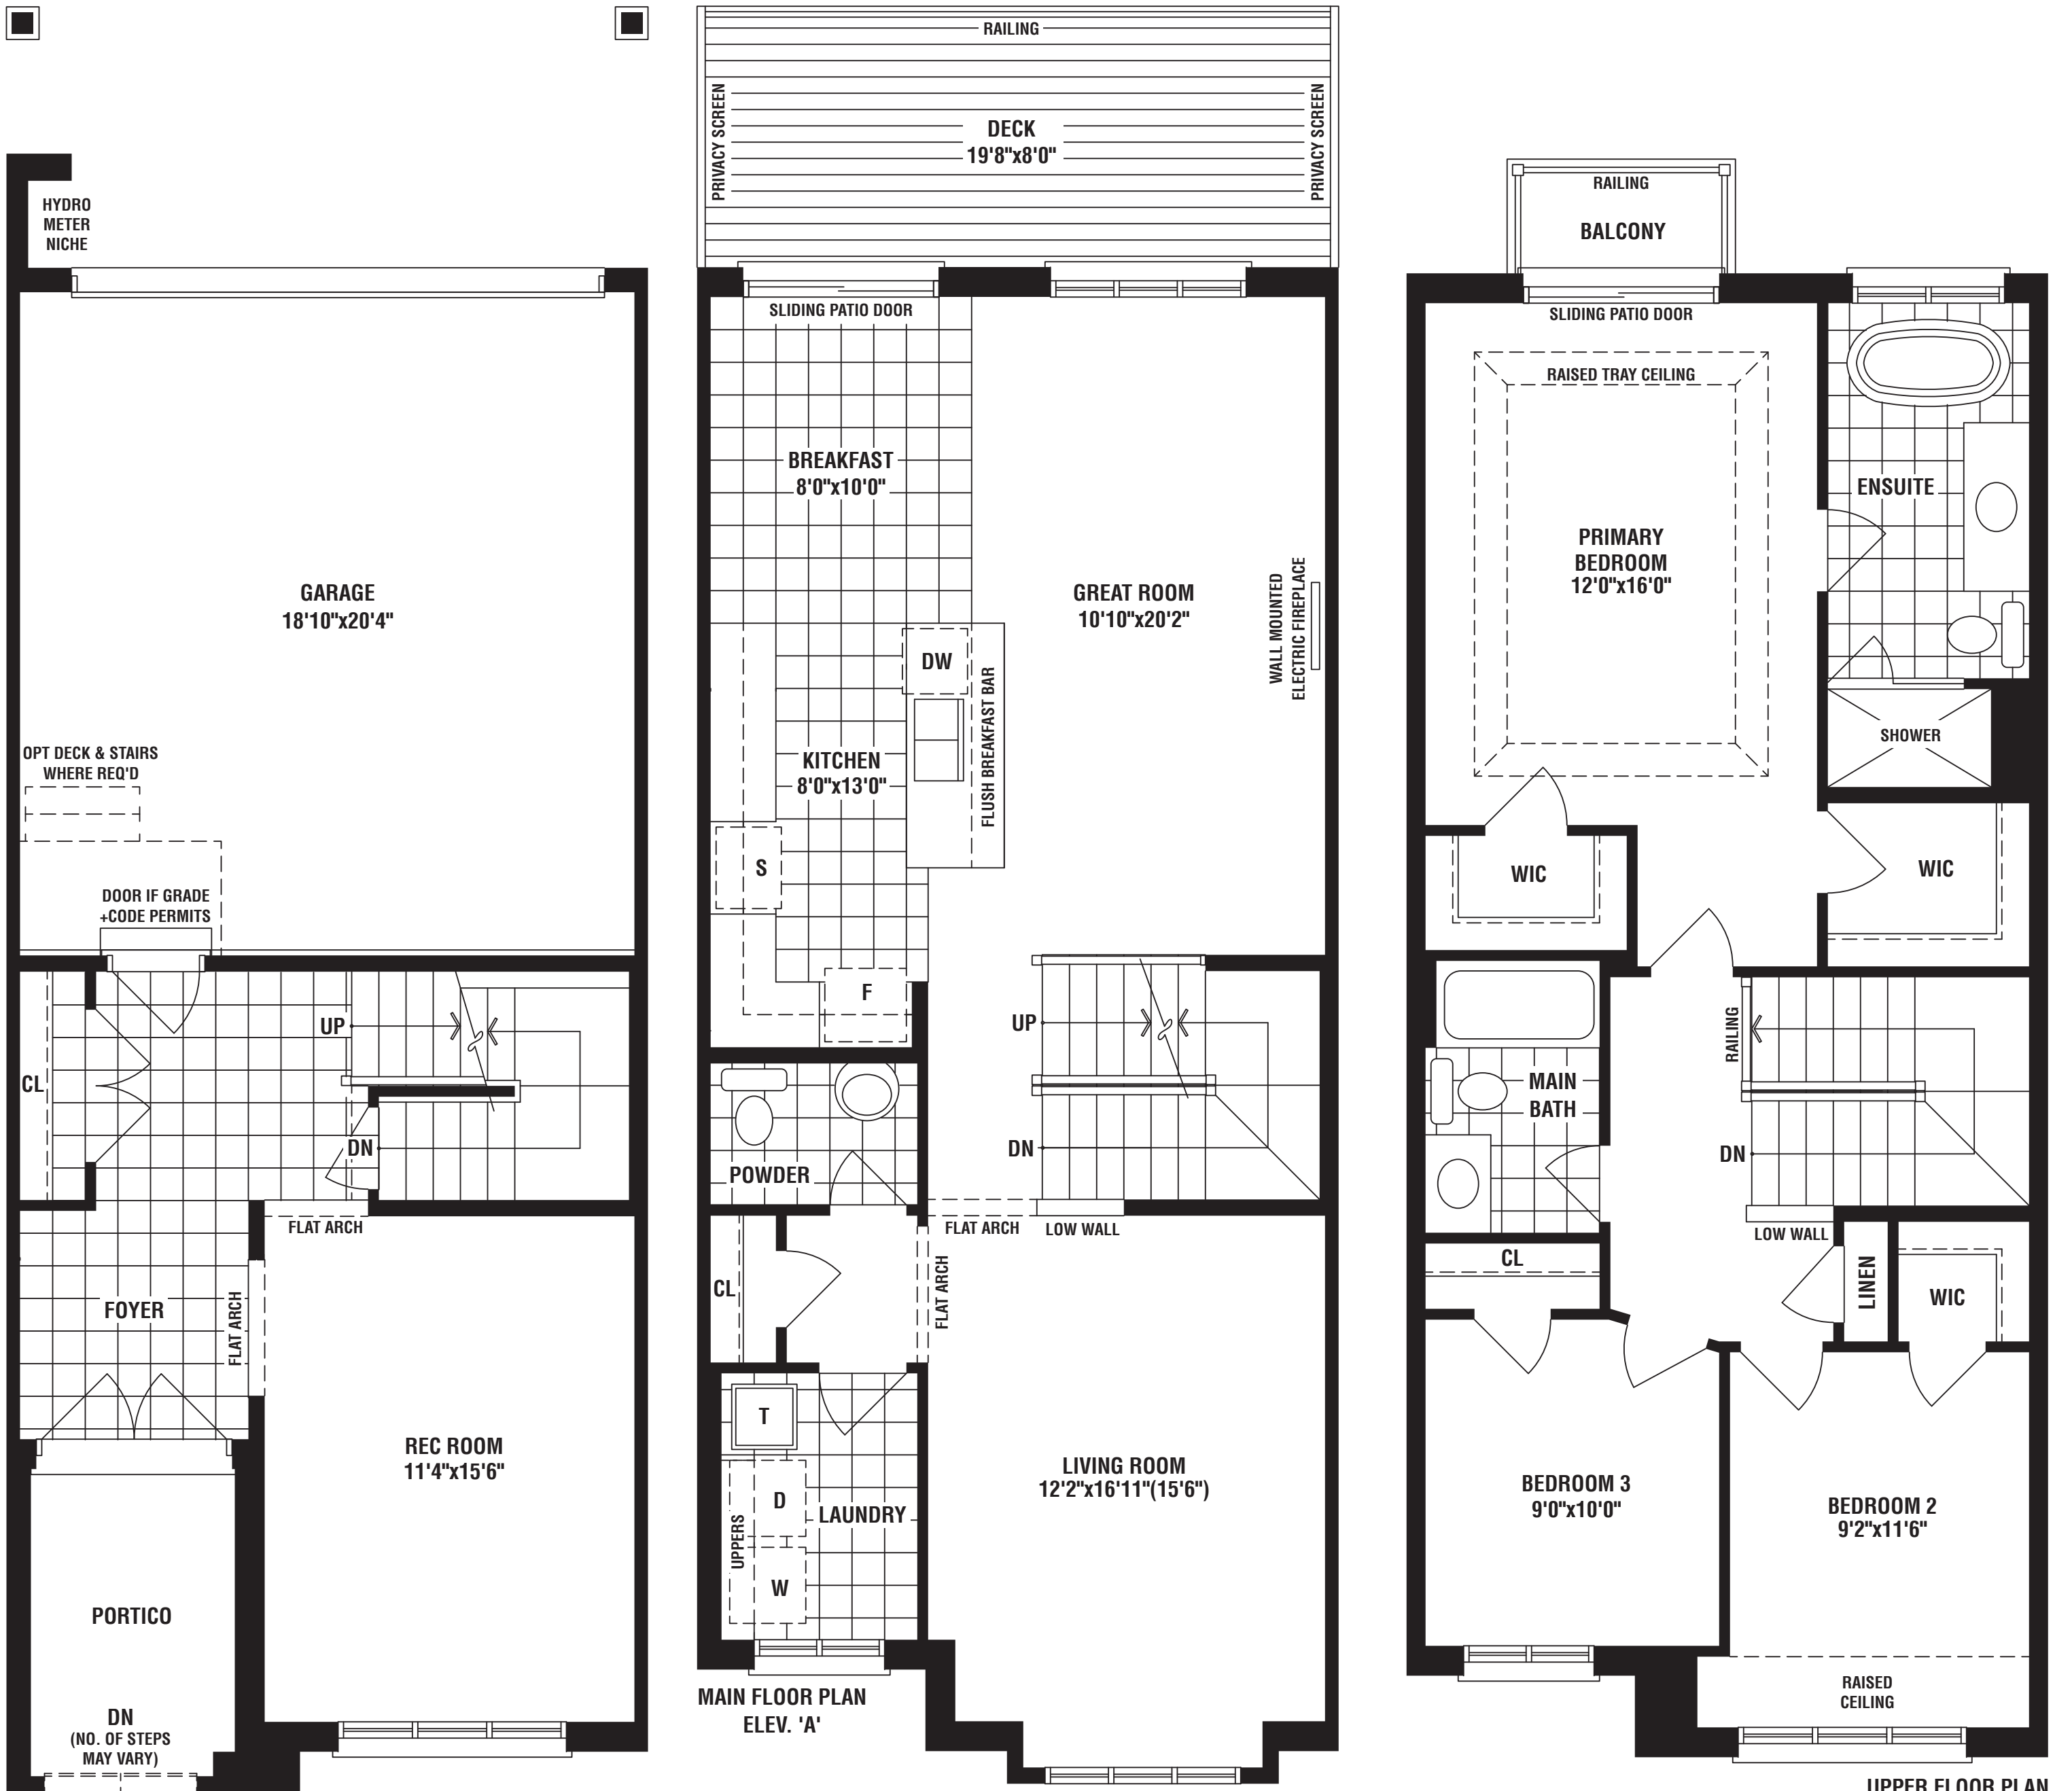 HYDRO
METER
NICHE
GARAGE
18'10"x20'4"
OPT DECK & STAIRS
WHERE REQ'D
DOOR IF GRADE
+CODE PERMITS
UP
CL
DN
FLAT ARCH
FOYER
FLAT ARCH
REC ROOM
11'4"x15'6"
PORTICO
DN
(NO. OF STEPS
MAY VARY)
RAILING
PRIVACY SCREEN
DECK
19'8"x8'0"
PRIVACY SCREEN
SLIDING PATIO DOOR
BREAKFAST
8'0"x10'0"
GREAT ROOM
10'10"x20'2"
WALL MOUNTED
ELECTRIC FIREPLACE
DW
FLUSH BREAKFAST BAR
KITCHEN
8'0"x13'0"
S
F
UP
DN
POWDER
FLAT ARCH
LOW WALL
CL
FLAT ARCH
T
D
UPPERS
LAUNDRY
W
LIVING ROOM
12'2"x16'11"(15'6")
MAIN FLOOR PLAN
ELEV. 'A'
RAILING
BALCONY
SLIDING PATIO DOOR
RAISED TRAY CEILING
PRIMARY
BEDROOM
12'0"x16'0"
ENSUITE
SHOWER
WIC
WIC
RAILING
MAIN
BATH
DN
LOW WALL
CL
LINEN
WIC
BEDROOM 3
9'0"x10'0"
BEDROOM 2
9'2"x11'6"
RAISED
CEILING
UPPER FLOOR PLAN